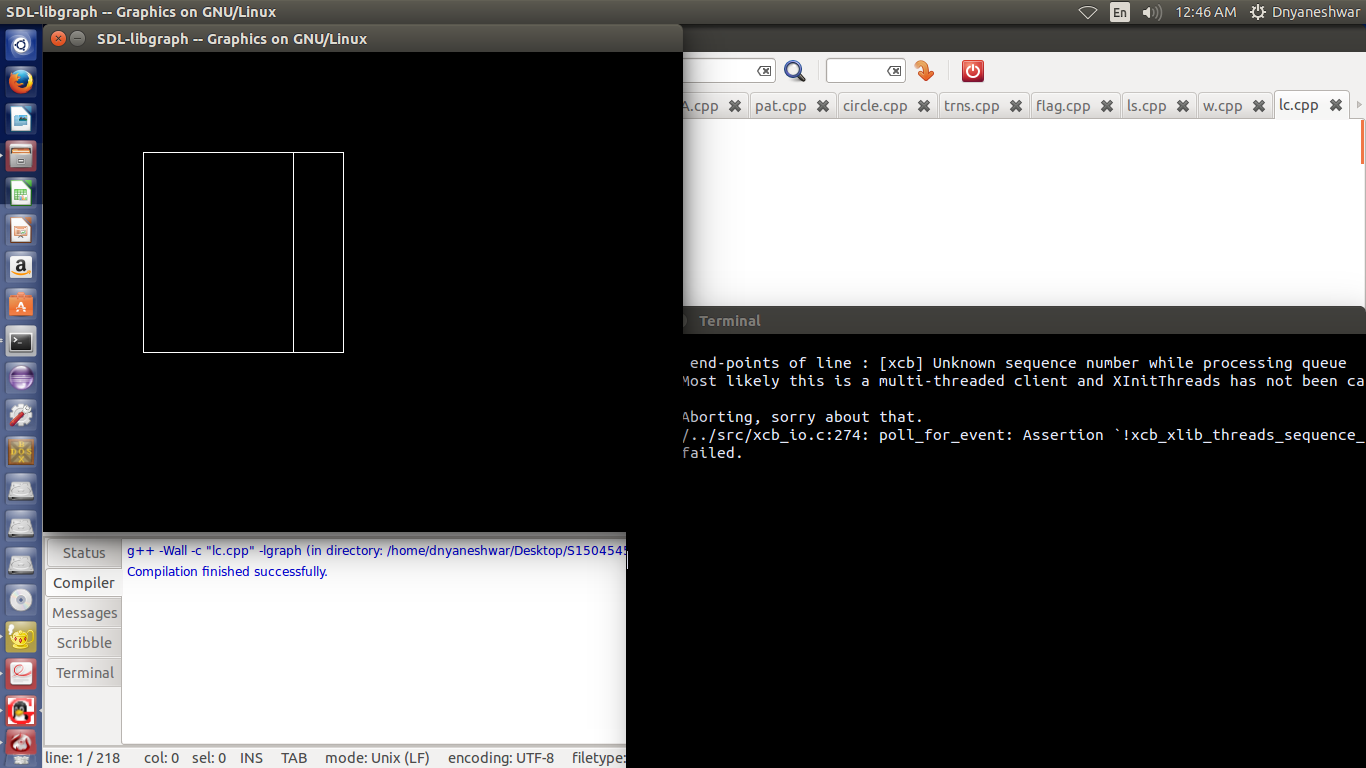 SDL-libgraph -- Graphics on GNU/Linux
En
12:46 AM
Dnyaneshwar
SDL-libgraph -- Graphics on GNU/Linux
A.cpp
pat.cpp
circle.cpp
trns.cpp
flag.cpp
ls.cpp
w.cpp
lc.cpp
Terminal
end-points of line : [xcb] Unknown sequence number while processing queue
Most likely this is a multi-threaded client and XInitThreads has not been ca
Aborting, sorry about that.
/../src/xcb_io.c:274: poll_for_event: Assertion `!xcb_xlib_threads_sequence_
failed.
Status
Compiler
Messages
Scribble
Terminal
g++ -Wall -c "lc.cpp" -lgraph (in directory: /home/dnyaneshwar/Desktop/S1504545
Compilation finished successfully.
line: 1 / 218 col: 0 sel: 0 INS TAB mode: Unix (LF) encoding: UTF-8 filetype: